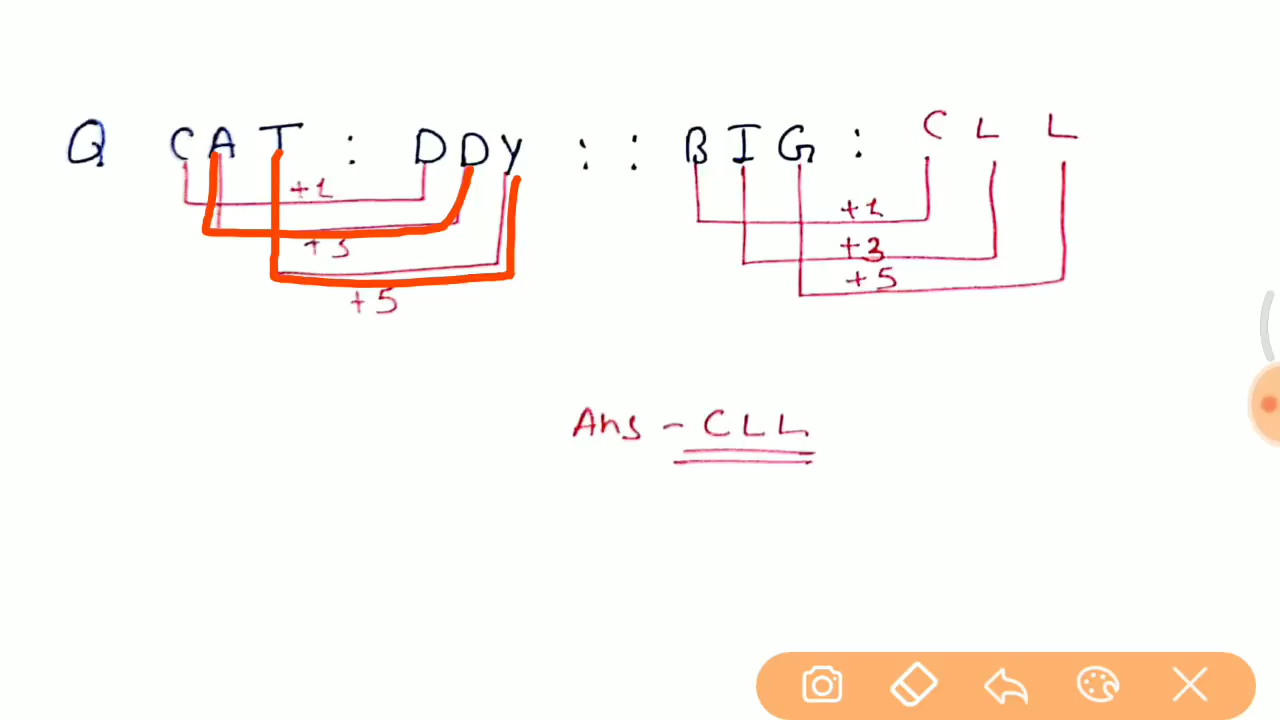 Q CAT : DDY : : BIG : CLL
+1 +1
+3 +3
+5 +5
Ans - CLL